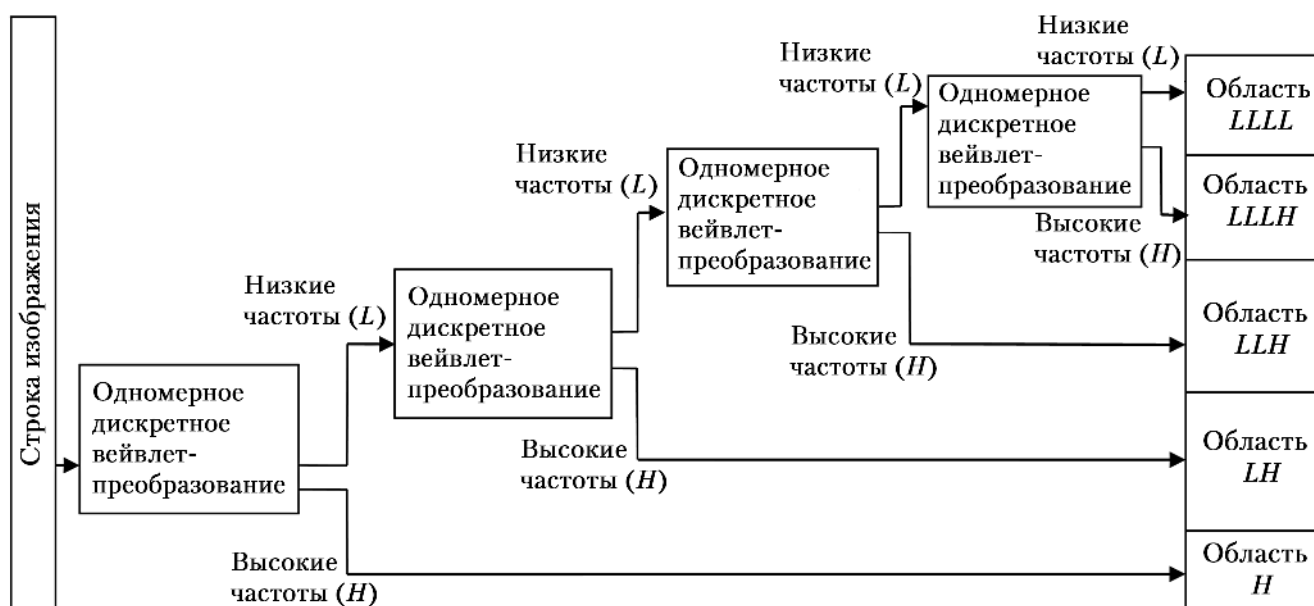 Строка изображения
Одномерное
дискретное
вейвлет-
преобразование
Низкие
частоты (L)
Высокие
частоты (H)
Одномерное
дискретное
вейвлет-
преобразование
Низкие
частоты (L)
Высокие
частоты (H)
Одномерное
дискретное
вейвлет-
преобразование
Низкие
частоты (L)
Высокие
частоты (H)
Одномерное
дискретное
вейвлет-
преобразование
Низкие
частоты (L)
Высокие
частоты (H)
Область
LLLL
Область
LLLH
Область
LLH
Область
LH
Область
H